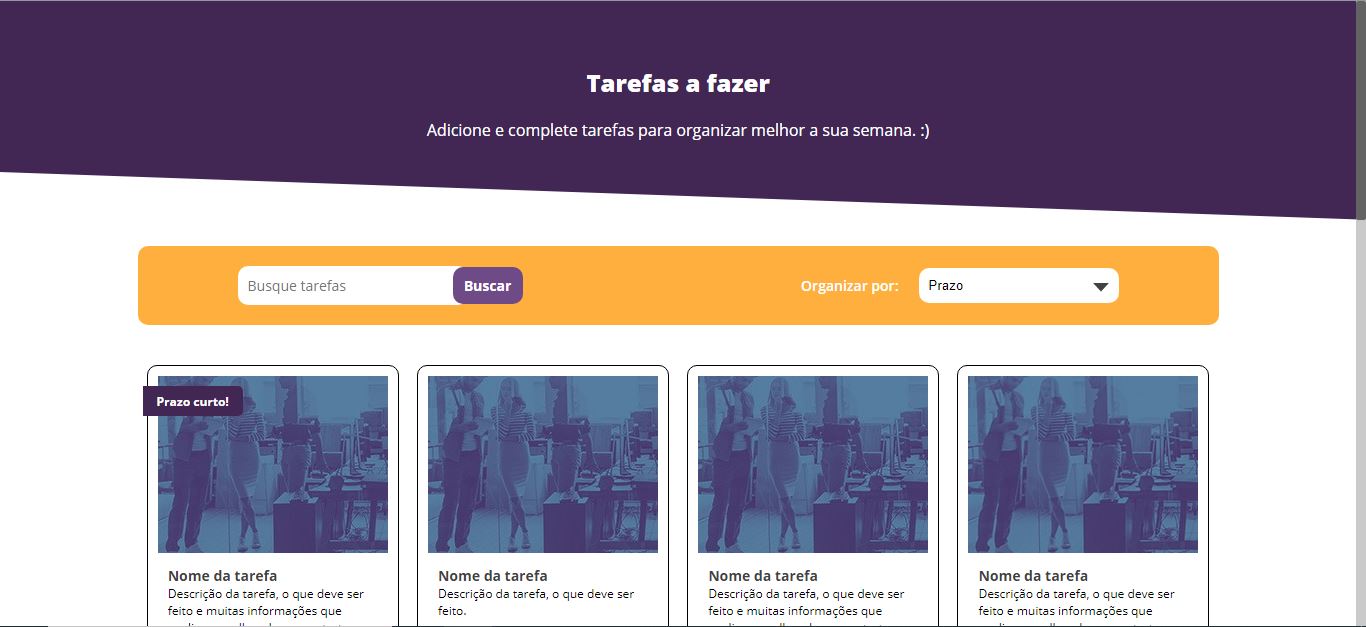 Tarefas a fazer
Adicione e complete tarefas para organizar melhor a sua semana. :)
Busque tarefas
Buscar
Organizar por:
Prazo
Prazo curto!
Nome da tarefa
Descrição da tarefa, o que deve ser
feito e muitas informações que
Nome da tarefa
Descrição da tarefa, o que deve ser
feito.
Nome da tarefa
Descrição da tarefa, o que deve ser
feito e muitas informações que
Nome da tarefa
Descrição da tarefa, o que deve ser
feito e muitas informações que